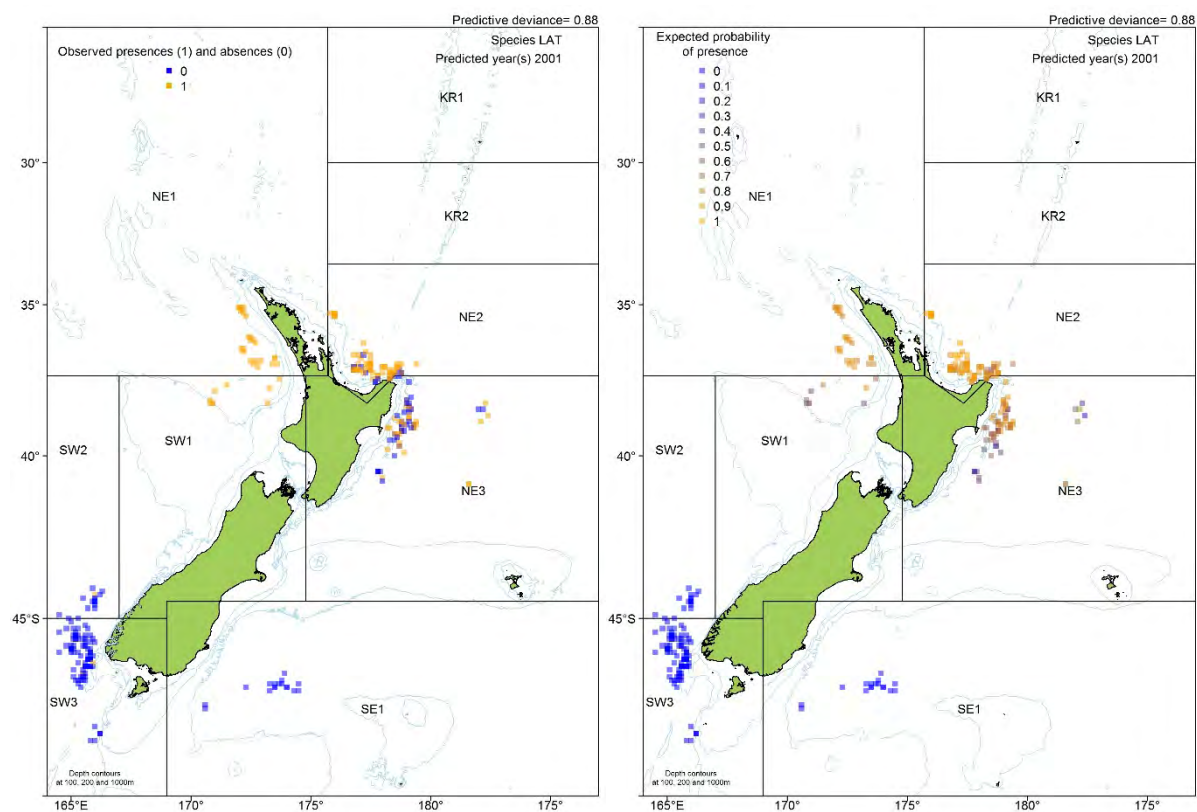 Predictive deviance= 0.88
Observed presences (1) and absences (0)
0
1
Species LAT
Predicted year(s) 2001
KR1
30°
NE1
KR2
35°
NE2
SW2
SW1
40°
NE3
45°S
SW3
SE1
Depth contours
at 100, 200 and 1000m
165°E
170°
175°
180°
175°
Predictive deviance= 0.88
Expected probability
of presence
0
0.1
0.2
0.3
0.4
0.5
0.6
0.7
0.8
0.9
1
Species LAT
Predicted year(s) 2001
KR1
30°
NE1
KR2
35°
NE2
SW2
SW1
40°
NE3
45°S
SW3
SE1
Depth contours
at 100, 200 and 1000m
165°E
170°
175°
180°
175°